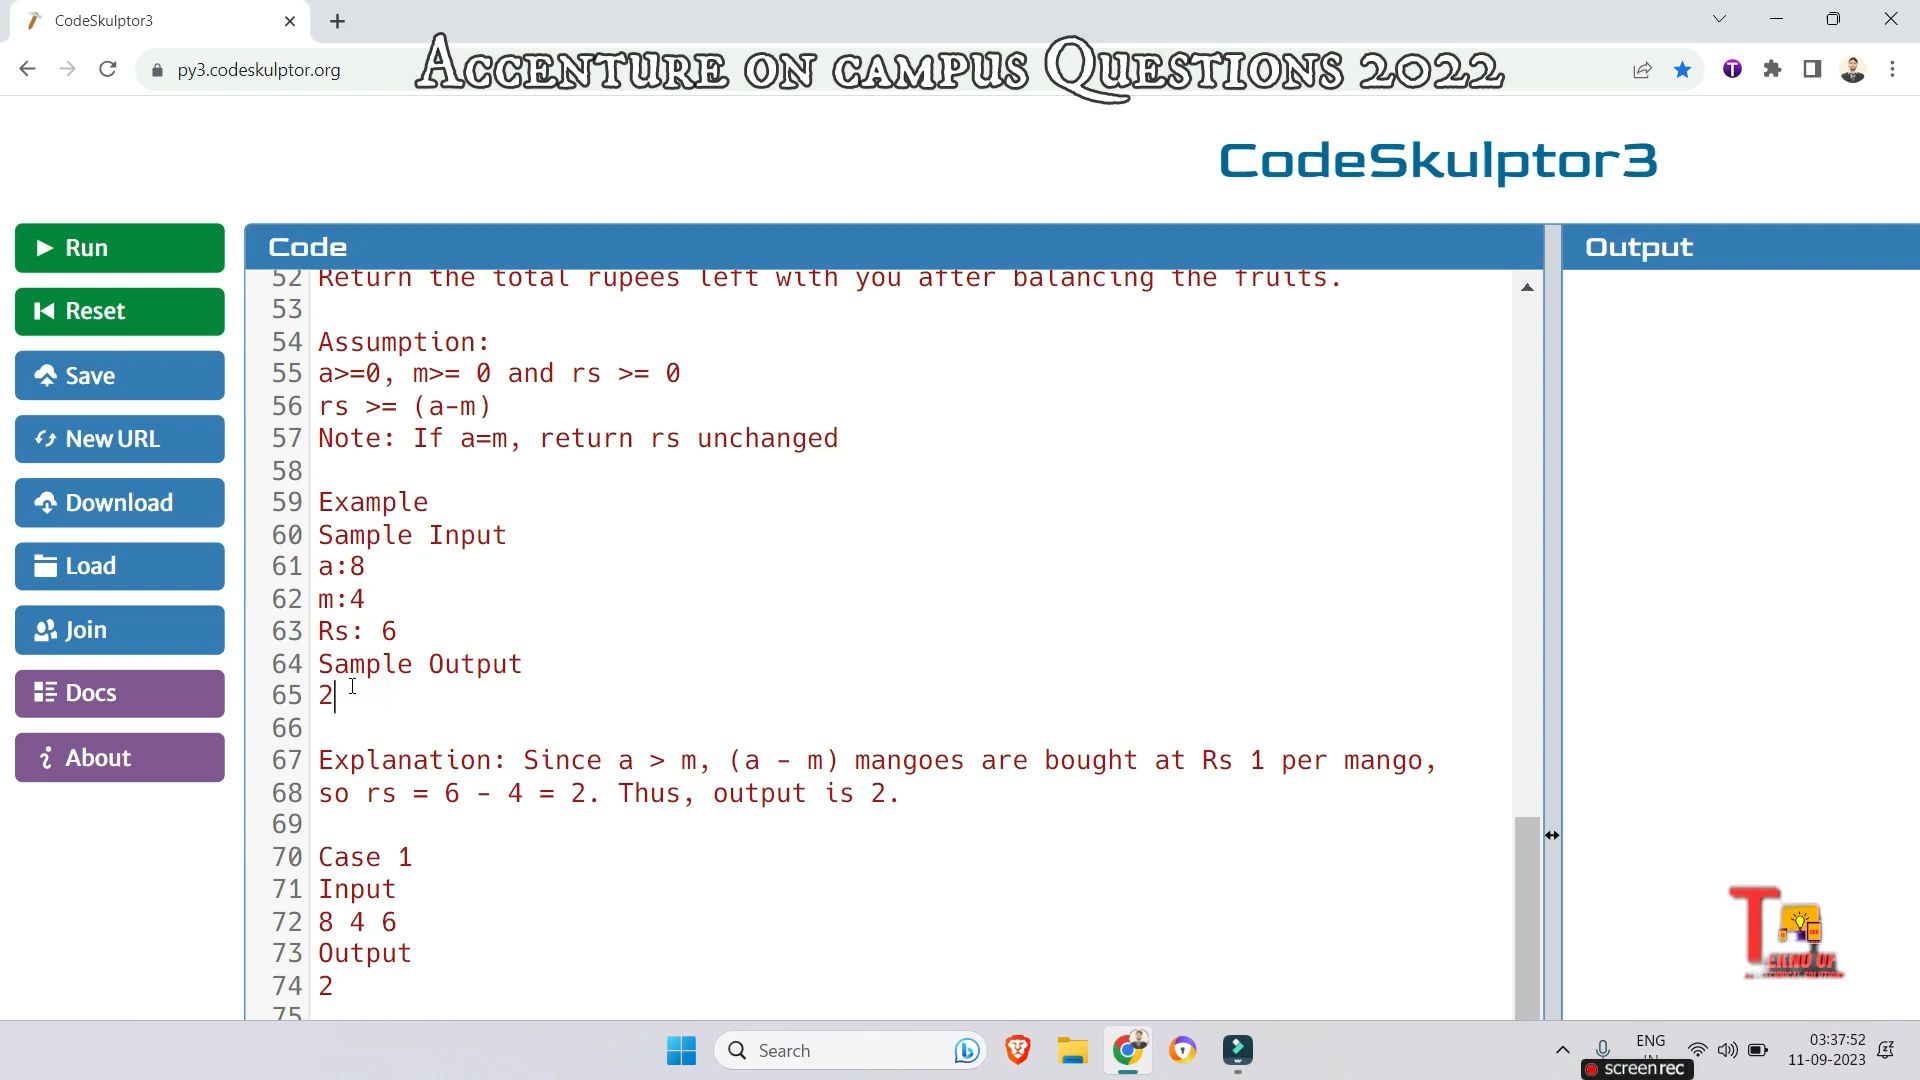 CodeSkulptor3
py3.codeskulptor.org
Accenture on campus Questions 2022
CodeSkulptor3
Run
Reset
Save
New URL
Download
Load
Join
Docs
About
Code
Output
52 Return the total rupees left with you after balancing the fruits.
53
54 Assumption:
55 a>=0, m>= 0 and rs >= 0
56 rs >= (a-m)
57 Note: If a=m, return rs unchanged
58
59 Example
60 Sample Input
61 a:8
62 m:4
63 Rs: 6
64 Sample Output
65 2
66
67 Explanation: Since a > m, (a - m) mangoes are bought at Rs 1 per mango,
68 so rs = 6 - 4 = 2. Thus, output is 2.
69
70 Case 1
71 Input
72 8 4 6
73 Output
74 2
75
Search
ENG
03:37:52
11-09-2023
screen rec